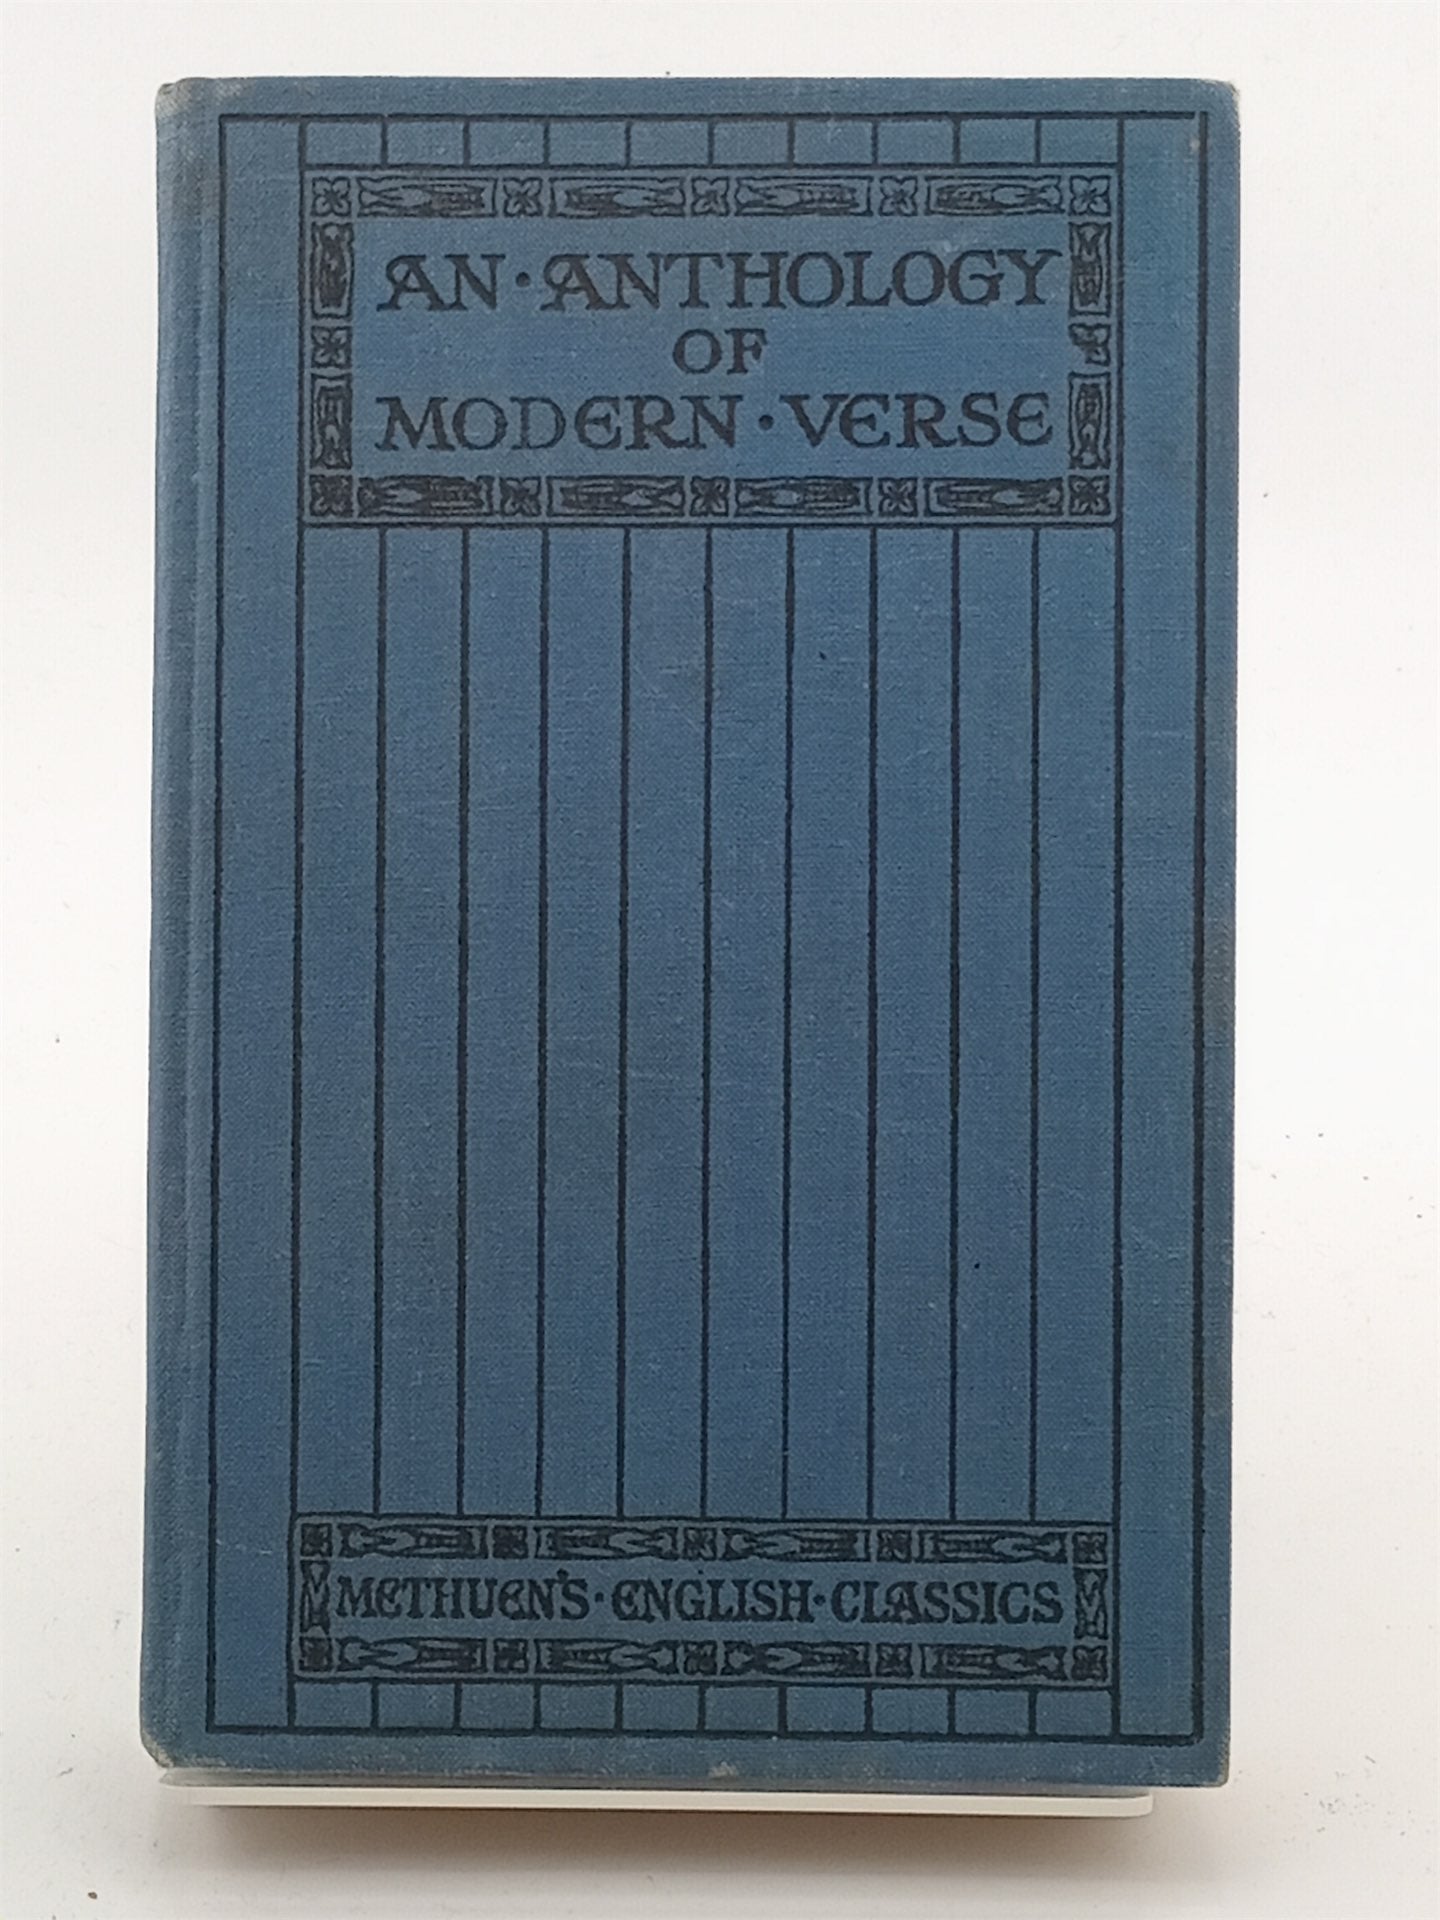 AN·ANTHOLOGY
OF
MODERN·VERSE
METHUEN'S·ENGLISH·CLASSICS